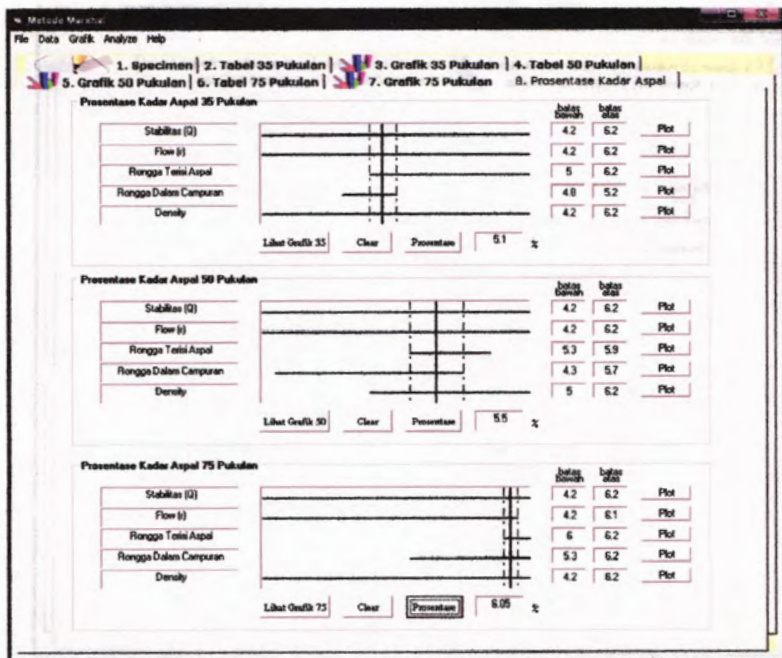 Metode Marshal
File Data Grafik Analyze Help
1. Specimen 2. Tabel 35 Pukulan 3. Grafik 35 Pukulan 4. Tabel 50 Pukulan
5. Grafik 50 Pukulan 6. Tabel 75 Pukulan 7. Grafik 75 Pukulan 8. Prosentase Kadar Aspal
Prosentase Kadar Aspal 35 Pukulan
batas bawah batas atas
Stabilitas (Q) 4.2 6.2 Plot
Flow (r) 4.2 6.2 Plot
Rongga Terisi Aspal 5 6.2 Plot
Rongga Dalam Campuran 4.8 5.2 Plot
Density 4.2 6.2 Plot
Lihat Grafik 35 Clear Prosentase 5.1 %
Prosentase Kadar Aspal 50 Pukulan
batas bawah batas atas
Stabilitas (Q) 4.2 6.2 Plot
Flow (r) 4.2 6.2 Plot
Rongga Terisi Aspal 5.3 5.9 Plot
Rongga Dalam Campuran 4.3 5.7 Plot
Density 5 6.2 Plot
Lihat Grafik 50 Clear Prosentase 5.5 %
Prosentase Kadar Aspal 75 Pukulan
batas bawah batas atas
Stabilitas (Q) 4.2 6.2 Plot
Flow (r) 4.2 6.1 Plot
Rongga Terisi Aspal 6 6.2 Plot
Rongga Dalam Campuran 5.3 6.2 Plot
Density 4.2 6.2 Plot
Lihat Grafik 75 Clear Prosentase 6.05 %